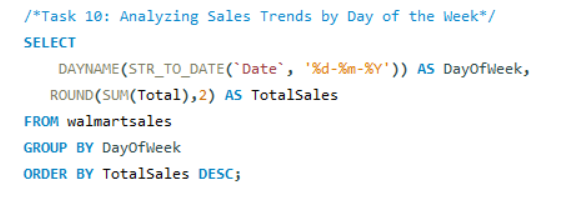 /*Task 10: Analyzing Sales Trends by Day of the Week*/
SELECT
DAYNAME(STR_TO_DATE(`Date`, '%d-%m-%Y')) AS DayOfWeek,
ROUND(SUM(Total),2) AS TotalSales
FROM walmartsales
GROUP BY DayOfWeek
ORDER BY TotalSales DESC;